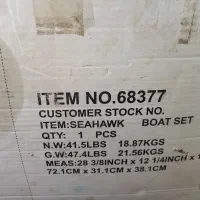 ITEM NO.68377
CUSTOMER STOCK NO.
ITEM:SEAHAWK BOAT SET
QTY: 1 PCS
N.W:41.5LBS 18.87KGS
G.W:47.4LBS 21.56KGS
MEAS:28 3/8INCH x 12 1/4INCH x 1
72.1CM x 31.1CM x 38.1CM